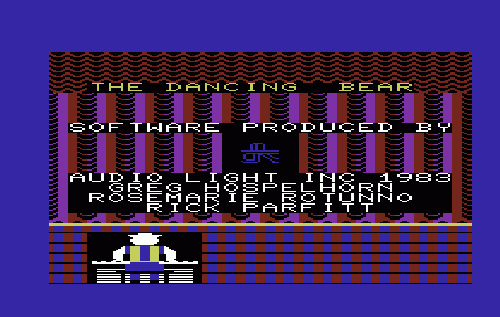 THE DANCING BEAR
SOFTWARE PRODUCED BY
AUDIO LIGHT INC 1983
GREG HOSPELHORN
ROSEMARIE ROTUNNO
RICK PARFITT